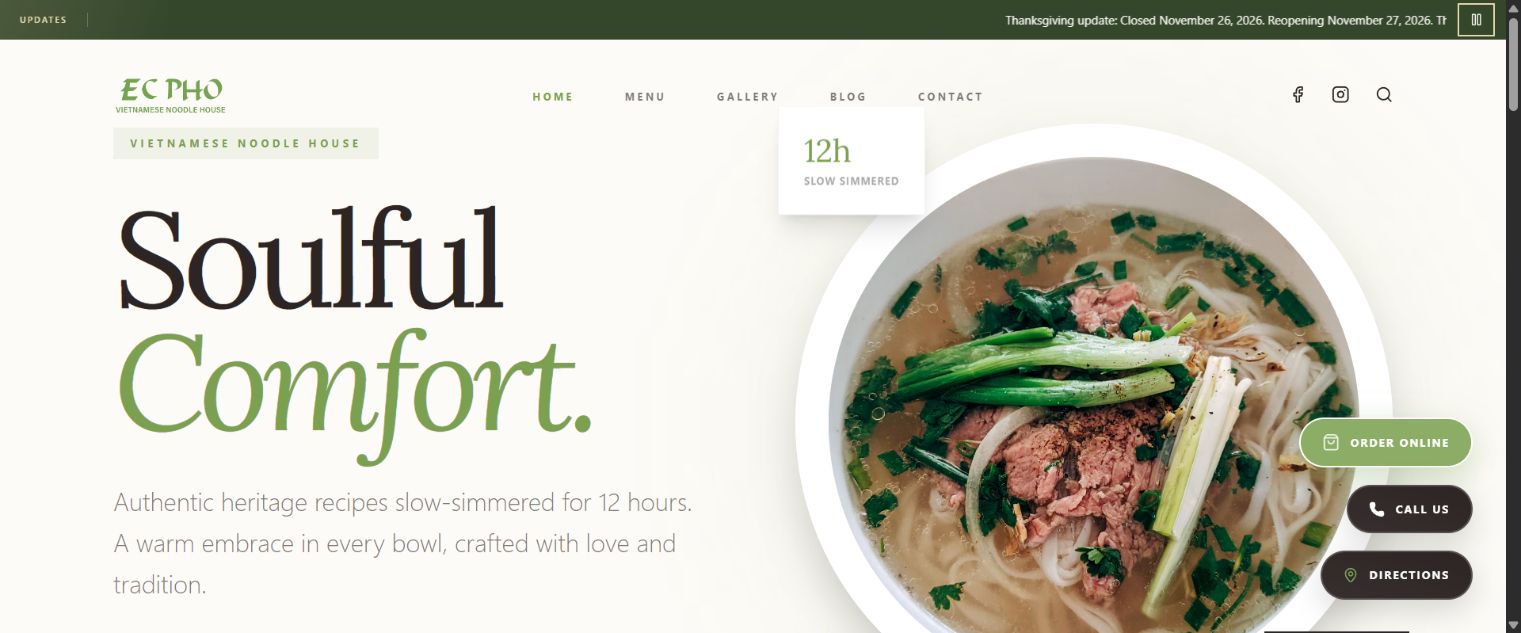 UPDATES
Thanksgiving update: Closed November 26, 2026. Reopening November 27, 2026.
EC PHO
VIETNAMESE NOODLE HOUSE
HOME MENU GALLERY BLOG CONTACT
VIETNAMESE NOODLE HOUSE
12h
SLOW SIMMERED
Soulful
Comfort.
Authentic heritage recipes slow-simmered for 12 hours.
A warm embrace in every bowl, crafted with love and
tradition.
ORDER ONLINE
CALL US
DIRECTIONS